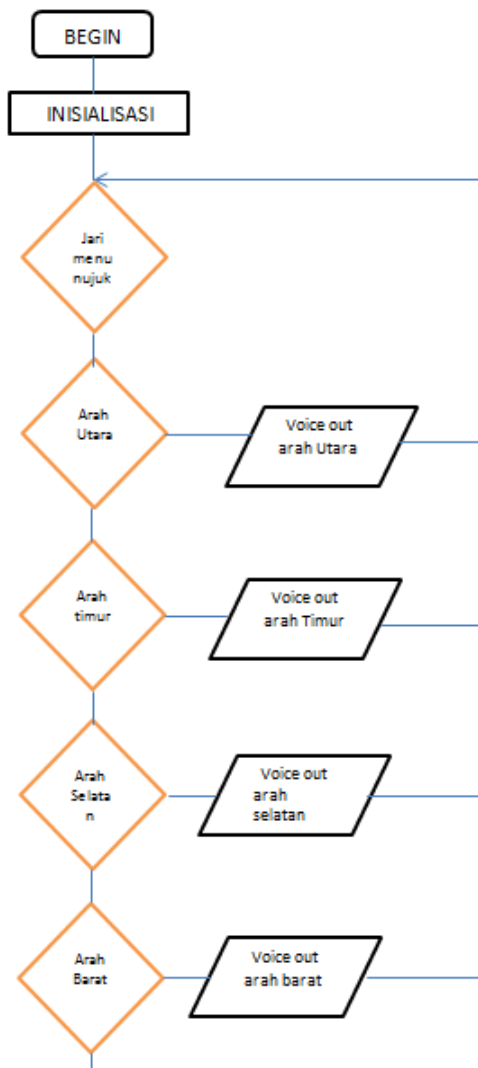 BEGIN
INISIALISASI
Jari
menu
nujuk
Arah
Utara
Voice out
arah Utara
Arah
timur
Voice out
arah Timur
Arah
Selata
n
Voice out
arah
selatan
Arah
Barat
Voice out
arah barat